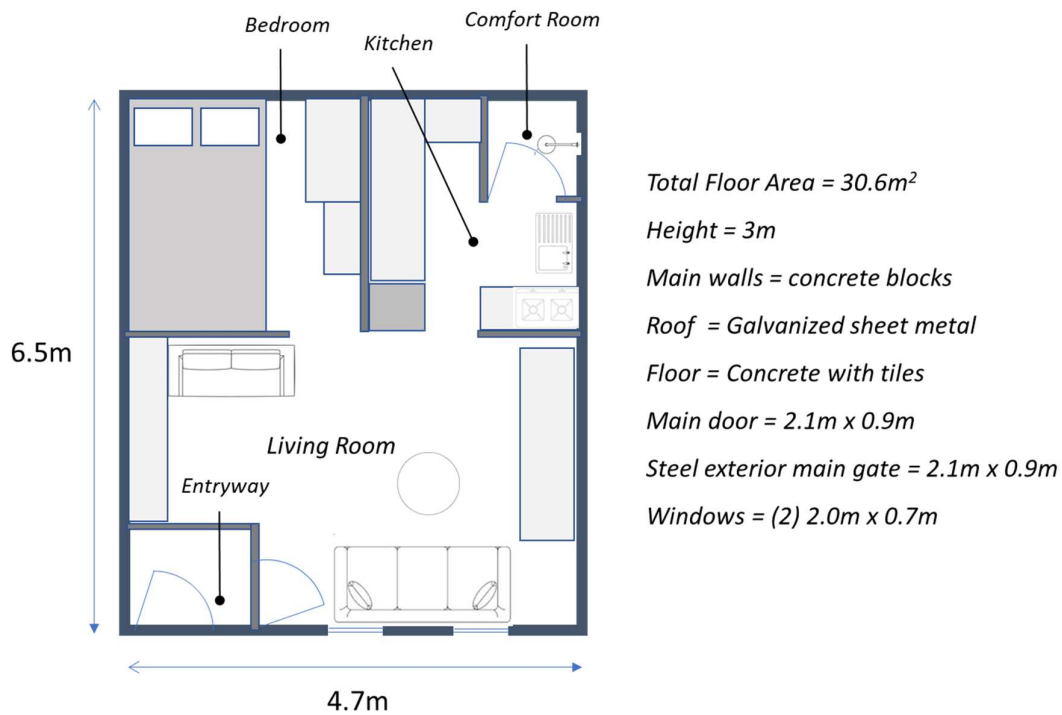 Bedroom
Comfort Room
Kitchen
Total Floor Area = 30.6m²
Height = 3m
Main walls = concrete blocks
Roof = Galvanized sheet metal
Floor = Concrete with tiles
Main door = 2.1m x 0.9m
Steel exterior main gate = 2.1m x 0.9m
Windows = (2) 2.0m x 0.7m
6.5m
Living Room
Entryway
4.7m